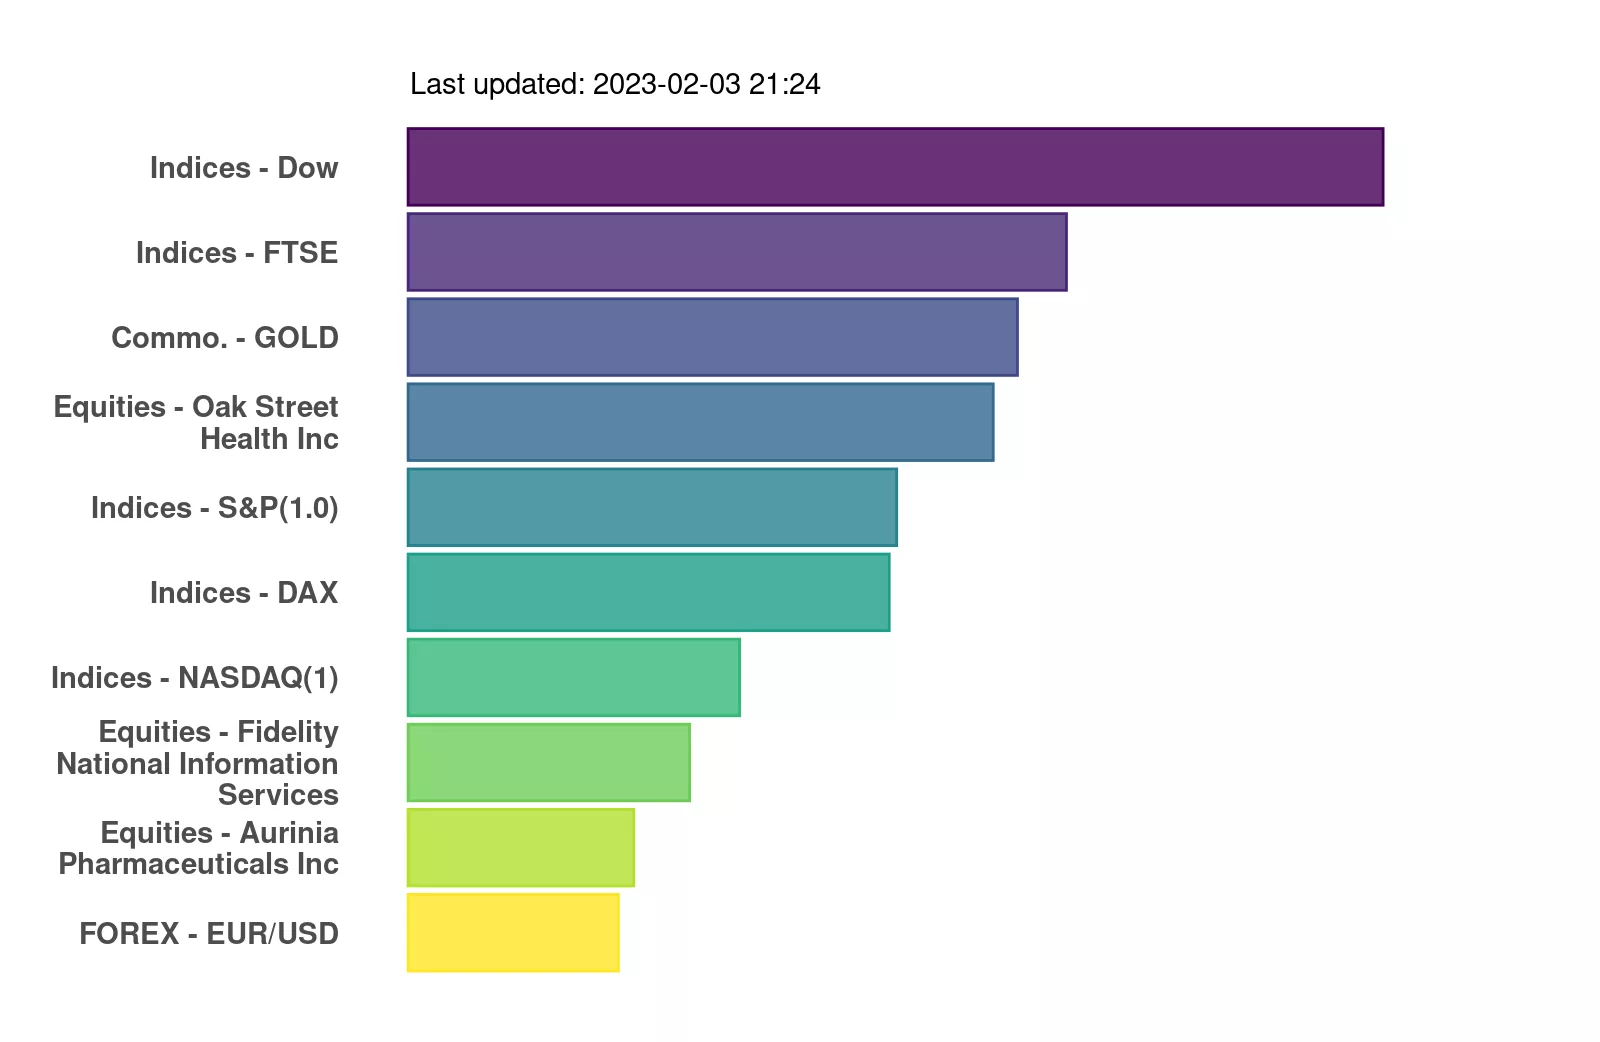 Last updated: 2023-02-03 21:24
Indices - Dow
Indices - FTSE
Commo. - GOLD
Equities - Oak Street
Health Inc
Indices - S&P(1.0)
Indices - DAX
Indices - NASDAQ(1)
Equities - Fidelity
National Information
Services
Equities - Aurinia
Pharmaceuticals Inc
FOREX - EUR/USD